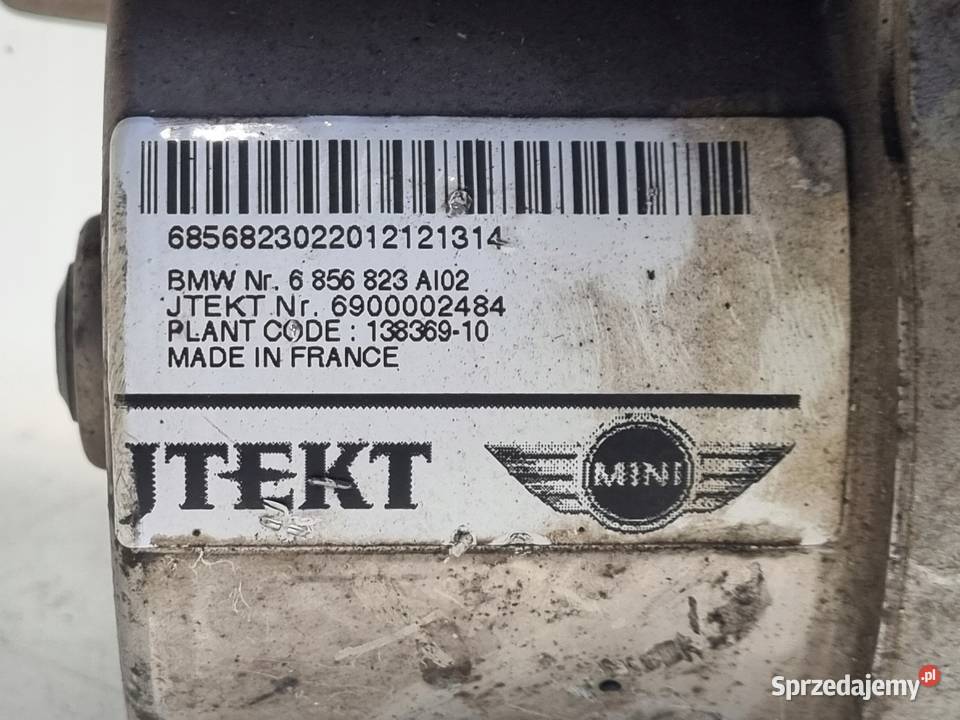 6856823022012121314
BMW Nr. 6 856 823 AI02
JTEKT Nr. 6900002484
PLANT CODE : 138369-10
MADE IN FRANCE
JTEKT
MINI
Sprzedajemy.pl